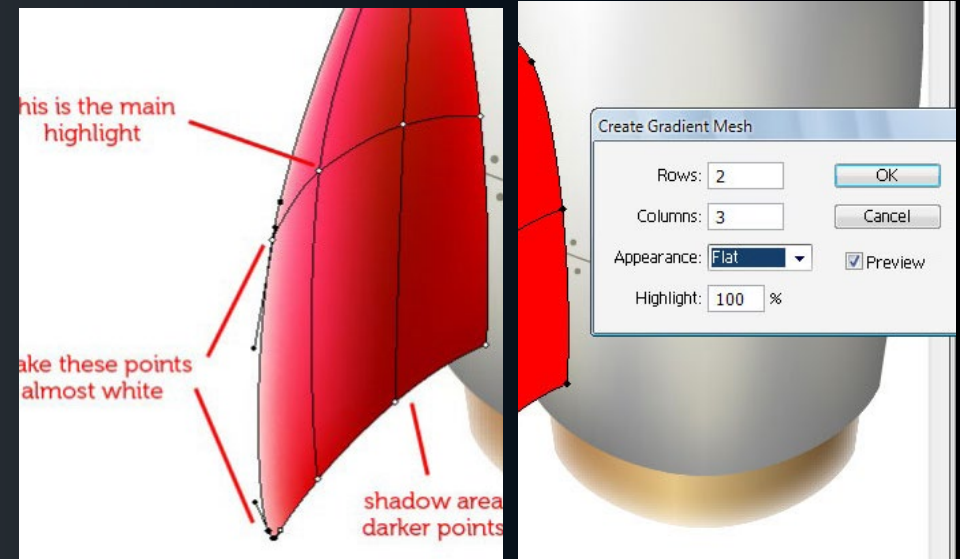 his is the main
highlight
ake these points
almost white
shadow area
darker points
Create Gradient Mesh
Rows: 2
OK
Columns: 3
Cancel
Appearance: Flat
Preview
Highlight: 100 %